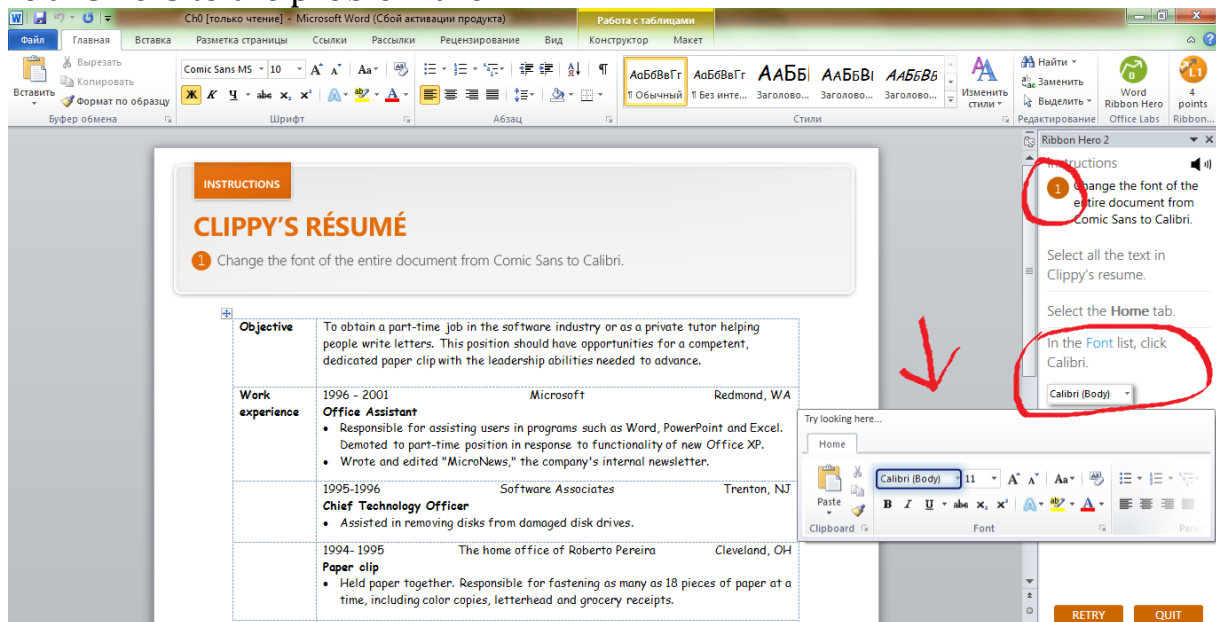 Ch0 [только чтение] - Microsoft Word (Сбой активации продукта)
Работа с таблицами
Файл Главная Вставка Разметка страницы Ссылки Рассылки Рецензирование Вид Конструктор Макет
Вставить
Вырезать
Копировать
Формат по образцу
Буфер обмена
Comic Sans MS 10
Ж К Ч abc x₂ x²
Шрифт
Абзац
АаБбВвГг АаБбВвГг АаБбІ АаБбВІ АаБбВв
¶ Обычный ¶ Без инте... Заголово... Заголово... Заголово...
Изменить стили
Стили
Найти
Заменить
Выделить
Редактирование
Word Ribbon Hero
Office Labs
4 points
Ribbon...
INSTRUCTIONS
CLIPPY'S RÉSUMÉ
1 Change the font of the entire document from Comic Sans to Calibri.
Objective
To obtain a part-time job in the software industry or as a private tutor helping
people write letters. This position should have opportunities for a competent,
dedicated paper clip with the leadership abilities needed to advance.
Work
experience
1996 – 2001 Microsoft Redmond, WA
Office Assistant
• Responsible for assisting users in programs such as Word, PowerPoint and Excel.
Demoted to part-time position in response to functionality of new Office XP.
• Wrote and edited "MicroNews," the company's internal newsletter.
1995-1996 Software Associates Trenton, NJ
Chief Technology Officer
• Assisted in removing disks from damaged disk drives.
1994- 1995 The home office of Roberto Pereira Cleveland, OH
Paper clip
• Held paper together. Responsible for fastening as many as 18 pieces of paper at a
time, including color copies, letterhead and grocery receipts.
Ribbon Hero 2
Instructions
1 Change the font of the
entire document from
Comic Sans to Calibri.
Select all the text in
Clippy's resume.
Select the Home tab.
In the Font list, click
Calibri.
Calibri (Body)
Try looking here...
Home
Paste
Clipboard
Calibri (Body) 11
B I U abc x₂ x²
Font
Para
RETRY QUIT